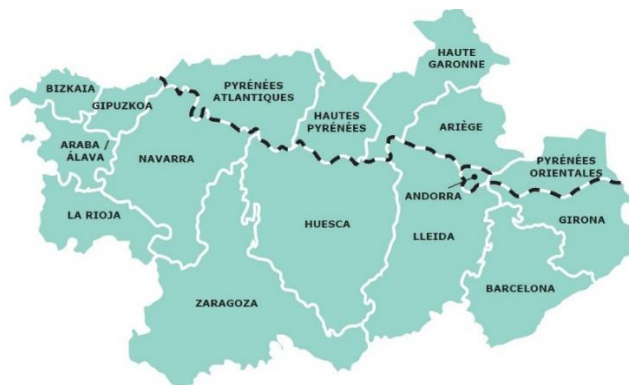 HAUTE
GARONNE
PYRÉNÉES
ATLANTIQUES
BIZKAIA
GIPUZKOA
HAUTES
PYRÉNÉES
ARIÈGE
ARABA /
ÁLAVA
NAVARRA
PYRÉNÉES
ORIENTALES
ANDORRA
LA RIOJA
HUESCA
LLEIDA
GIRONA
BARCELONA
ZARAGOZA